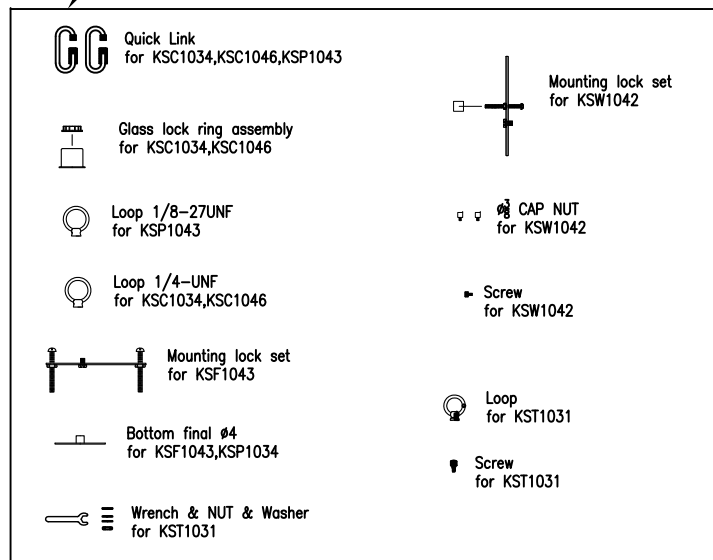 Quick Link
for KSC1034,KSC1046,KSP1043
Glass lock ring assembly
for KSC1034,KSC1046
Loop 1/8-27UNF
for KSP1043
Loop 1/4-UNF
for KSC1034,KSC1046
Mounting lock set
for KSF1043
Bottom final ø4
for KSF1043,KSP1034
Wrench & NUT & Washer
for KST1031
Mounting lock set
for KSW1042
ø3/8 CAP NUT
for KSW1042
Screw
for KSW1042
Loop
for KST1031
Screw
for KST1031